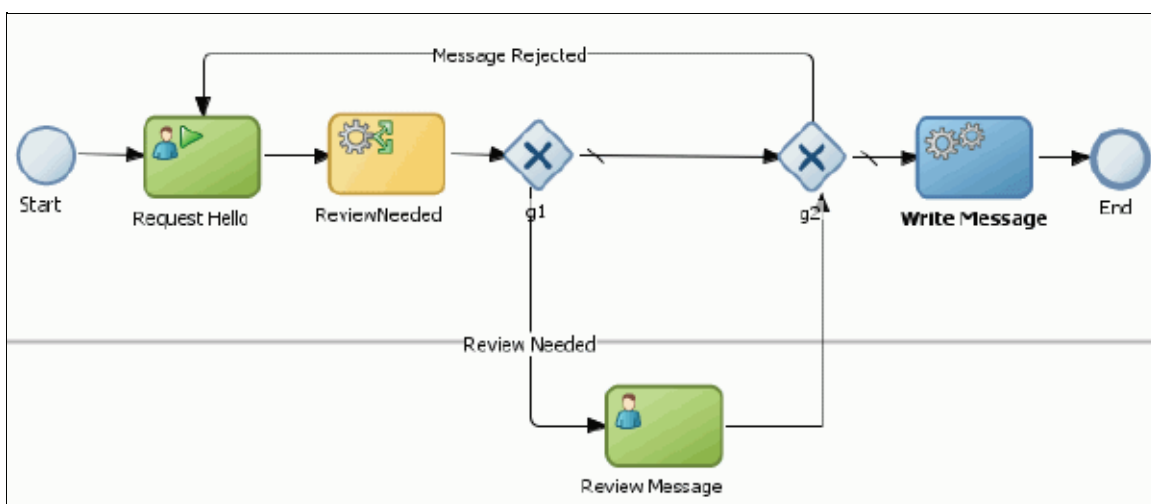 Message Rejected
Start
Request Hello
ReviewNeeded
g1
g2
Write Message
End
Review Needed
Review Message